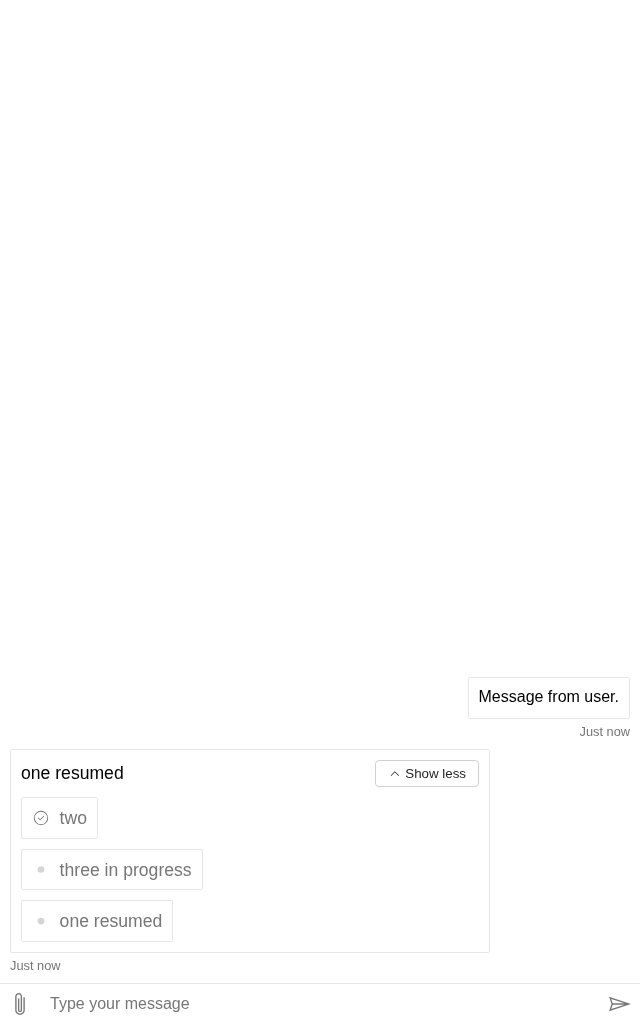 Message from user.
Just now
one resumed
Show less
two
three in progress
one resumed
Just now
Type your message